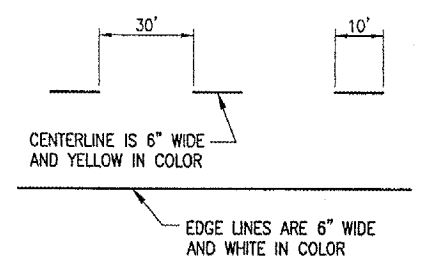 30' 10'
CENTERLINE IS 6" WIDE
AND YELLOW IN COLOR
EDGE LINES ARE 6" WIDE
AND WHITE IN COLOR